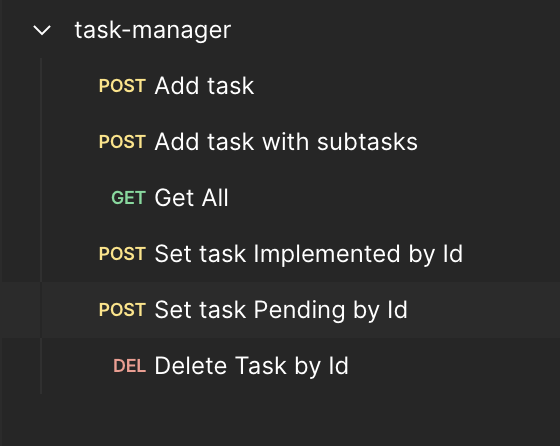 task-manager
POST Add task
POST Add task with subtasks
GET Get All
POST Set task Implemented by Id
POST Set task Pending by Id
DEL Delete Task by Id